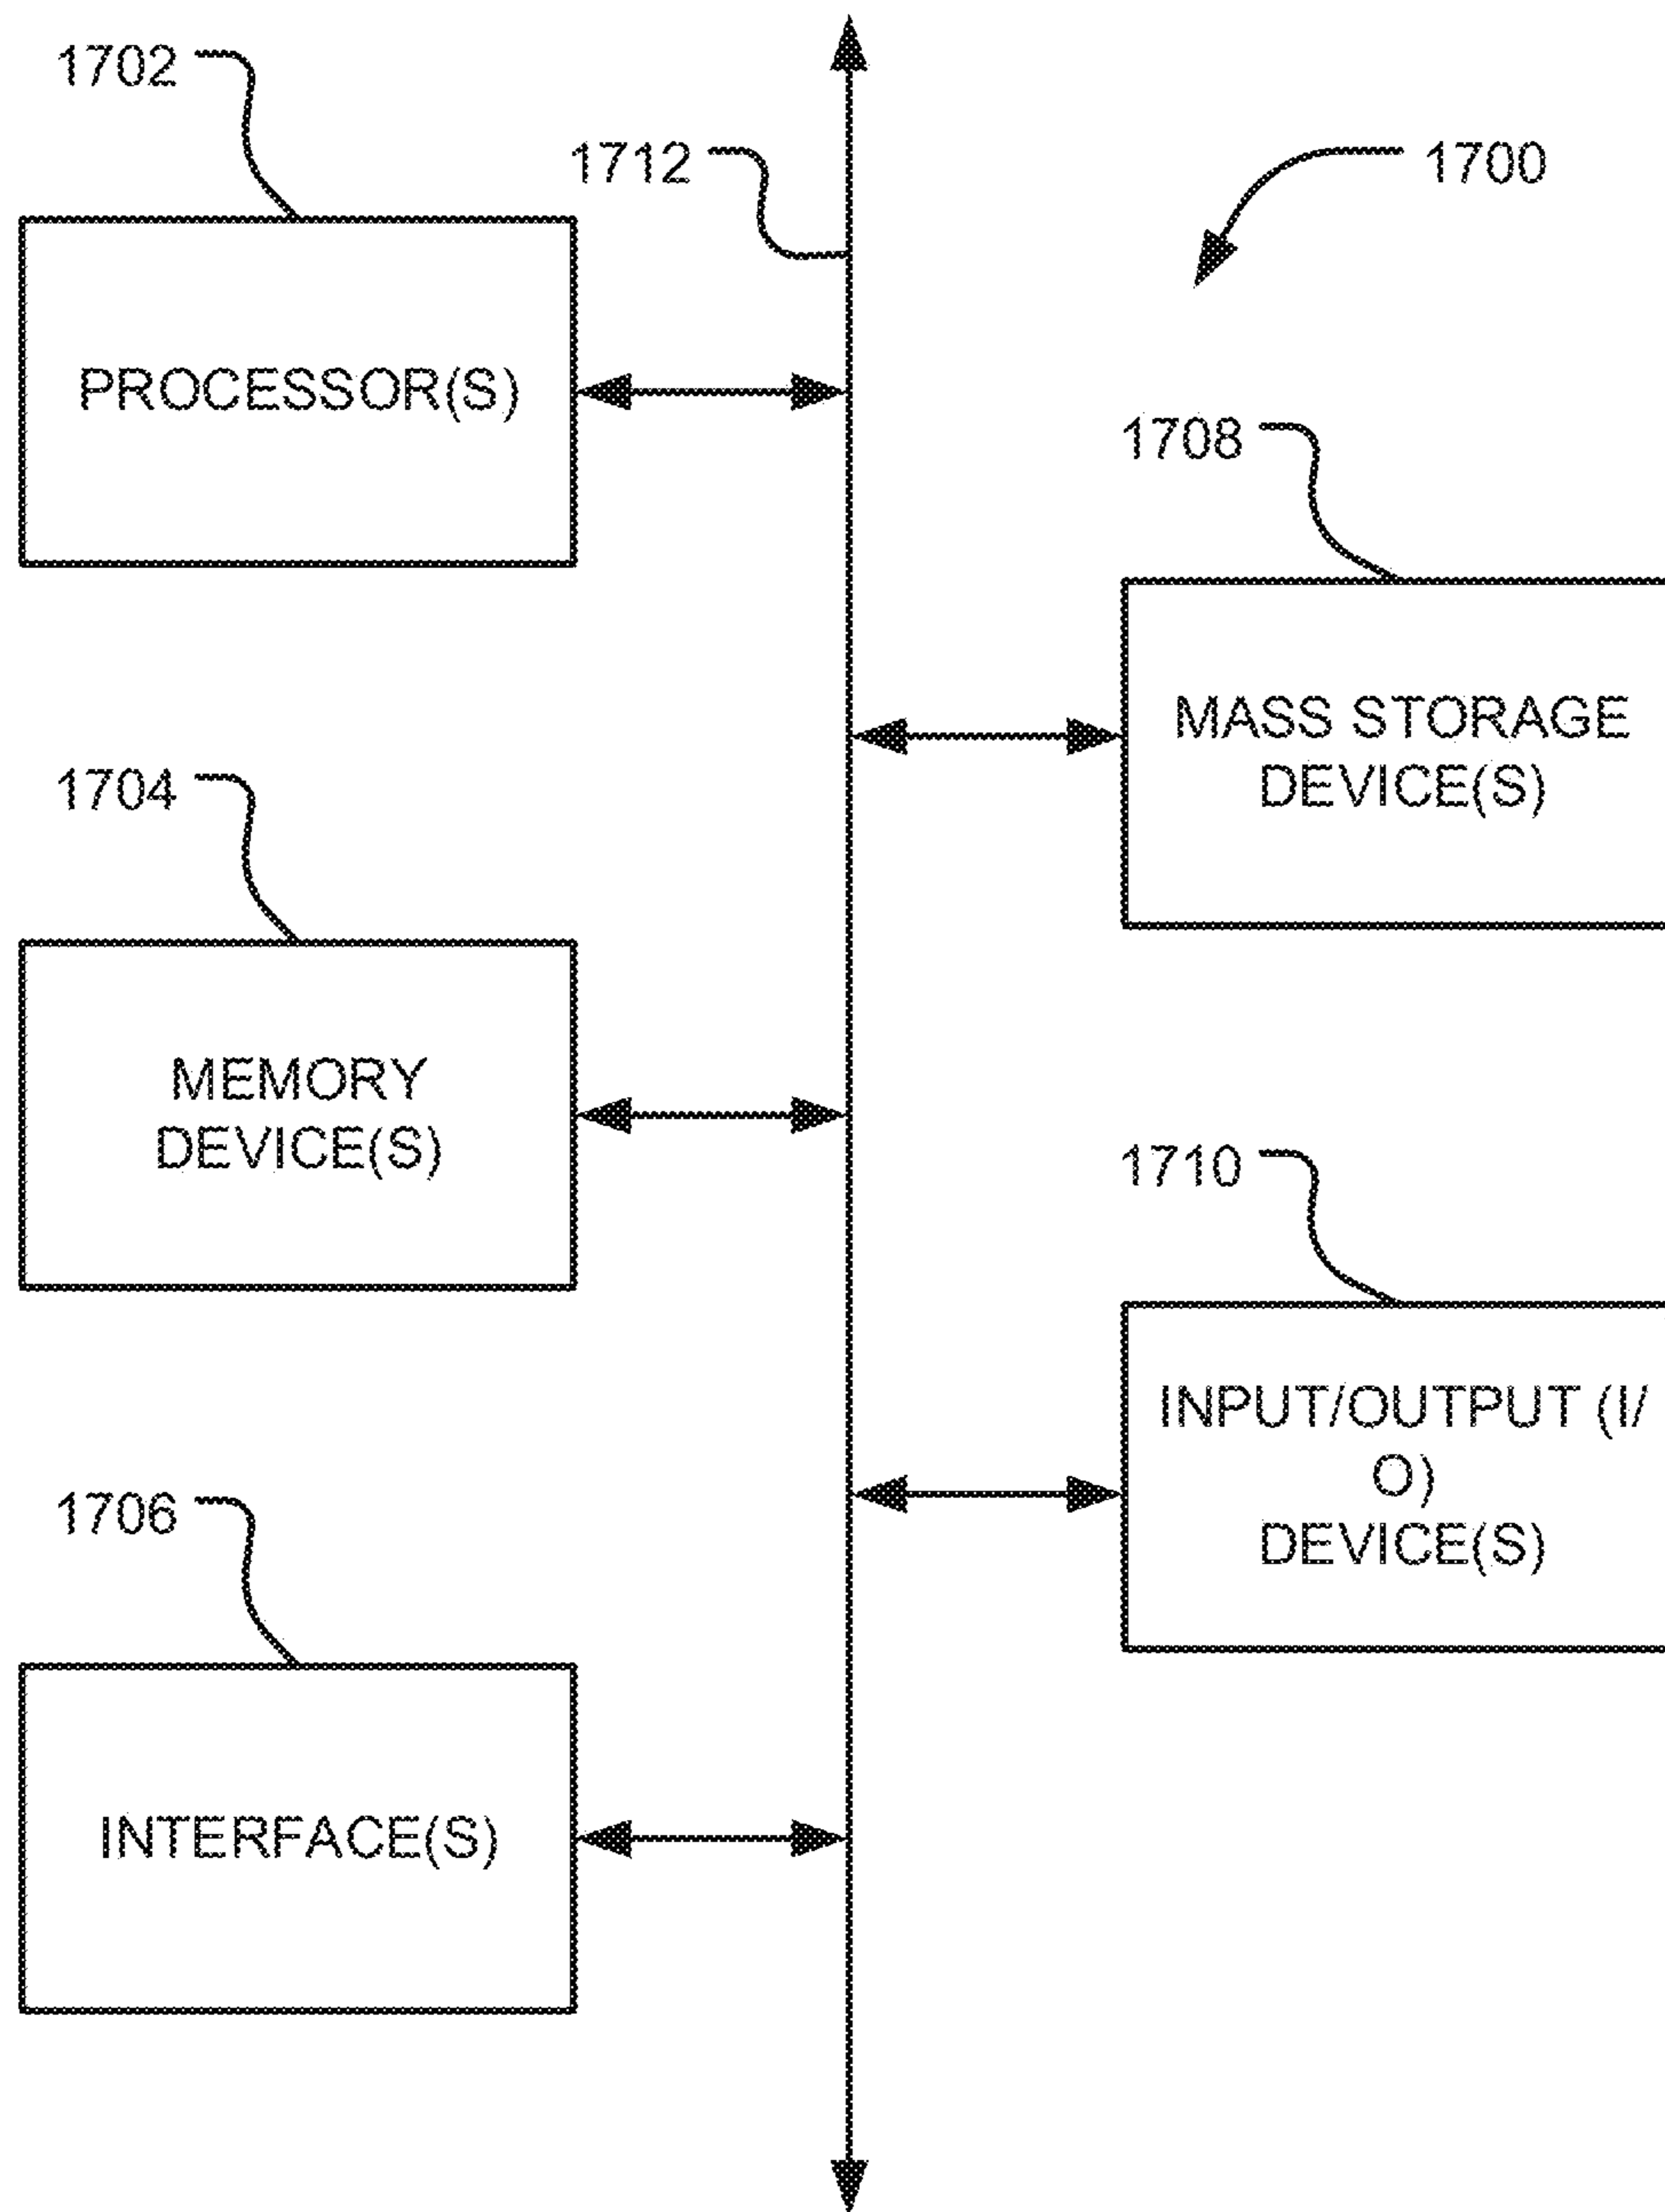 1702
1712
1700
PROCESSOR(S)
1708
MASS STORAGE
DEVICE(S)
1704
MEMORY
DEVICE(S)
1710
INPUT/OUTPUT (I/
O)
DEVICE(S)
1706
INTERFACE(S)